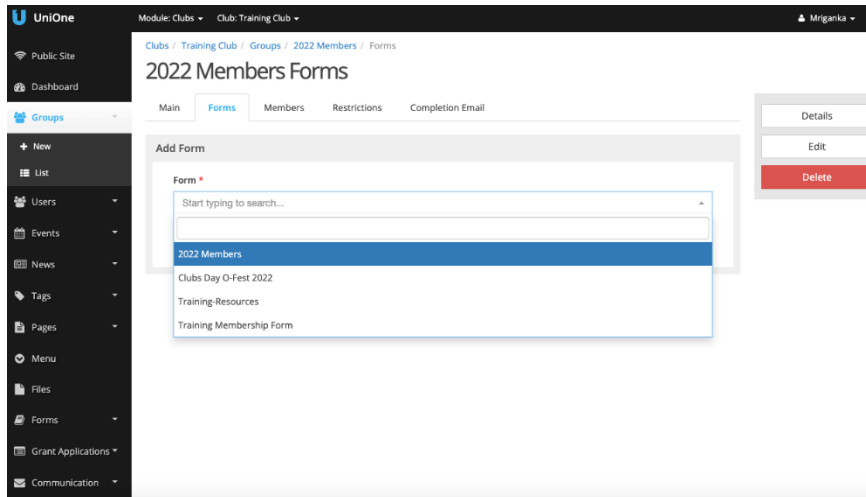 UniOne
Module: Clubs
Club: Training Club
Mriganka
Public Site
Dashboard
Groups
New
List
Users
Events
News
Tags
Pages
Menu
Files
Forms
Grant Applications
Communication
Clubs / Training Club / Groups / 2022 Members / Forms
2022 Members Forms
Main
Forms
Members
Restrictions
Completion Email
Add Form
Form *
Start typing to search...
2022 Members
Clubs Day O-Fest 2022
Training-Resources
Training Membership Form
Details
Edit
Delete